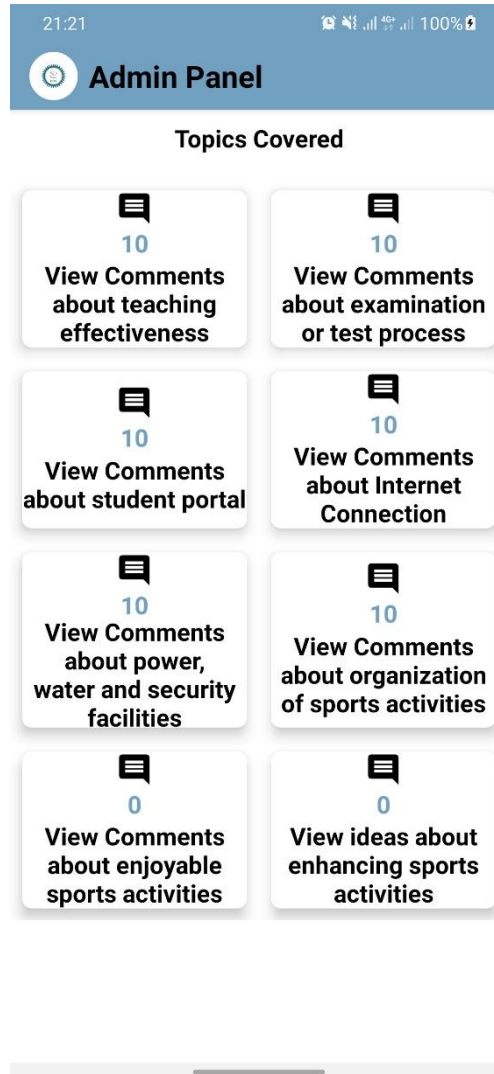 21:21
4G+ 100%
Admin Panel
Topics Covered
10
View Comments
about teaching
effectiveness
10
View Comments
about examination
or test process
10
View Comments
about student portal
10
View Comments
about Internet
Connection
10
View Comments
about power,
water and security
facilities
10
View Comments
about organization
of sports activities
0
View Comments
about enjoyable
sports activities
0
View ideas about
enhancing sports
activities